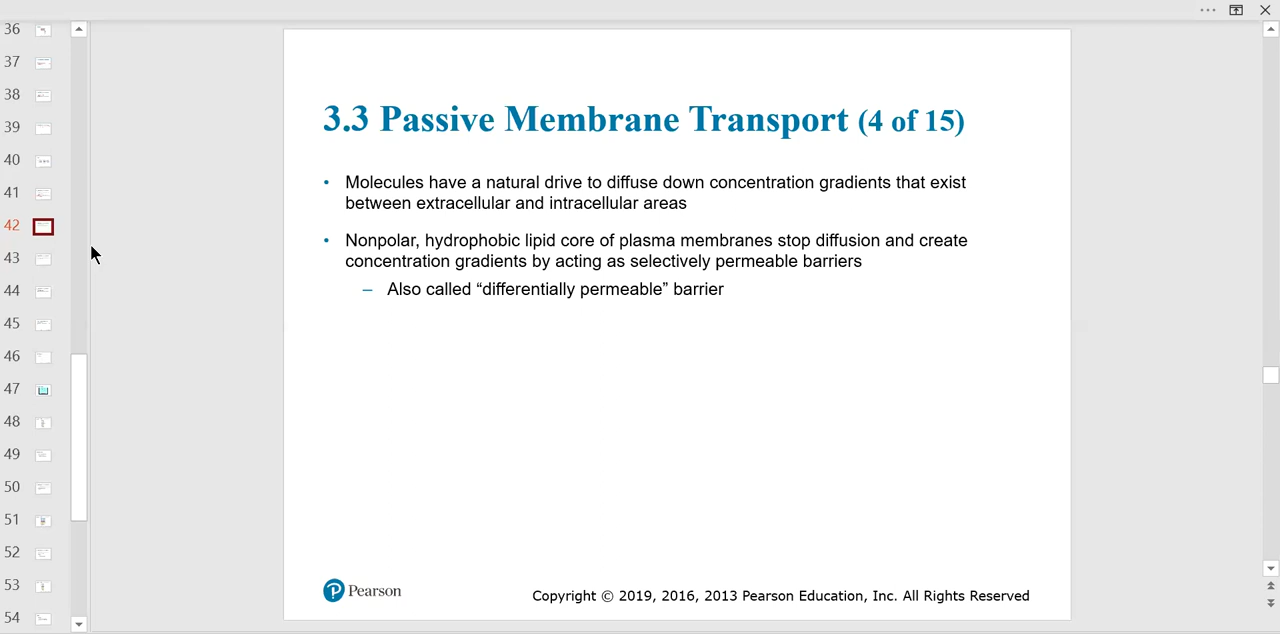 36
37
38
39
40
41
42
43
44
45
46
47
48
49
50
51
52
53
54
3.3 Passive Membrane Transport (4 of 15)
• Molecules have a natural drive to diffuse down concentration gradients that exist
between extracellular and intracellular areas
• Nonpolar, hydrophobic lipid core of plasma membranes stop diffusion and create
concentration gradients by acting as selectively permeable barriers
– Also called “differentially permeable” barrier
P Pearson
Copyright © 2019, 2016, 2013 Pearson Education, Inc. All Rights Reserved